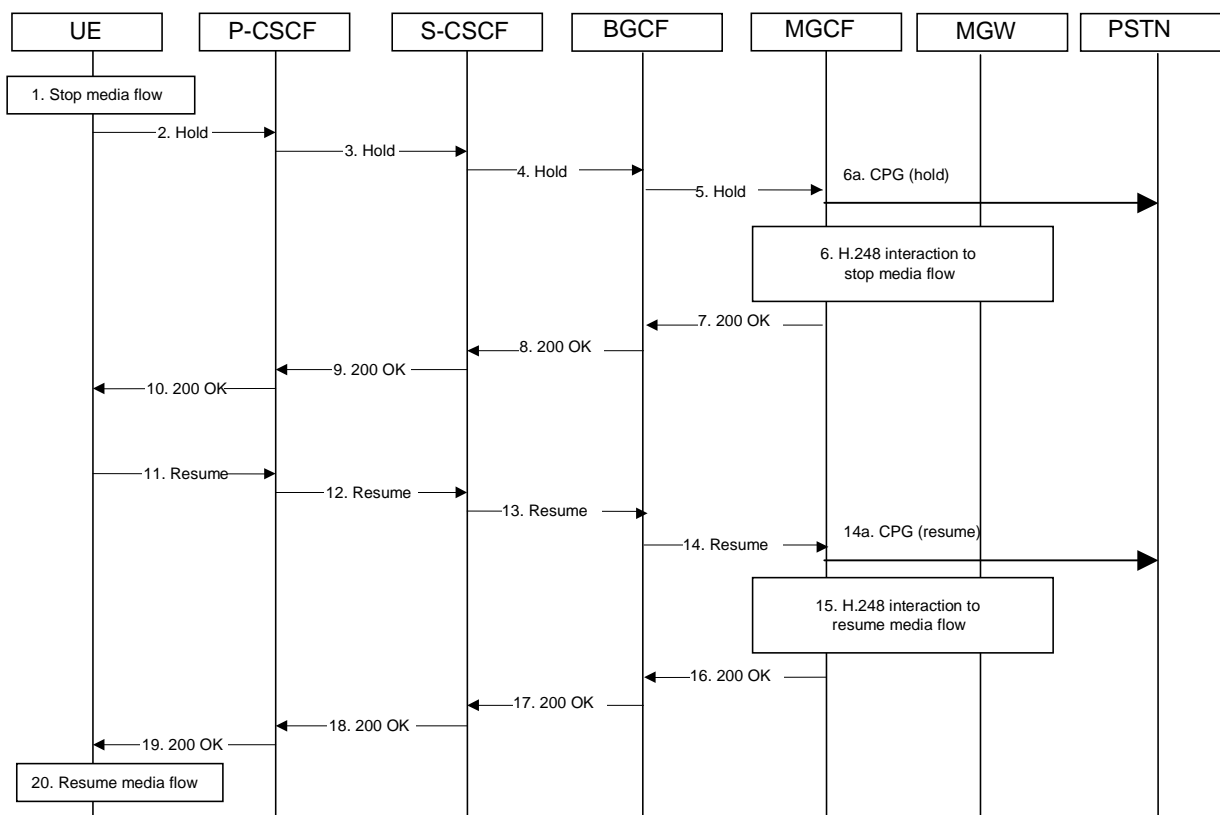 UE
P-CSCF
S-CSCF
BGCF
MGCF
MGW
PSTN
1. Stop media flow
2. Hold
3. Hold
4. Hold
5. Hold
6a. CPG (hold)
6. H.248 interaction to
stop media flow
7. 200 OK
8. 200 OK
9. 200 OK
10. 200 OK
11. Resume
12. Resume
13. Resume
14. Resume
14a. CPG (resume)
15. H.248 interaction to
resume media flow
16. 200 OK
17. 200 OK
18. 200 OK
19. 200 OK
20. Resume media flow